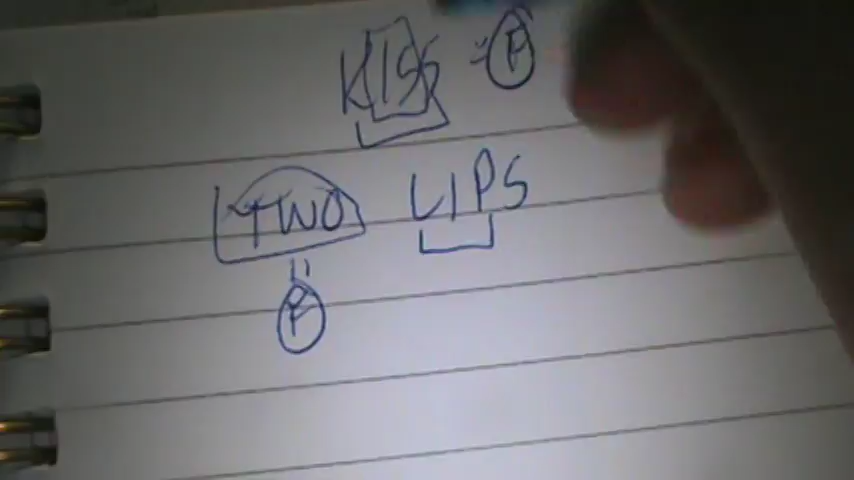 KISS = P
TWO LIPS
=
P